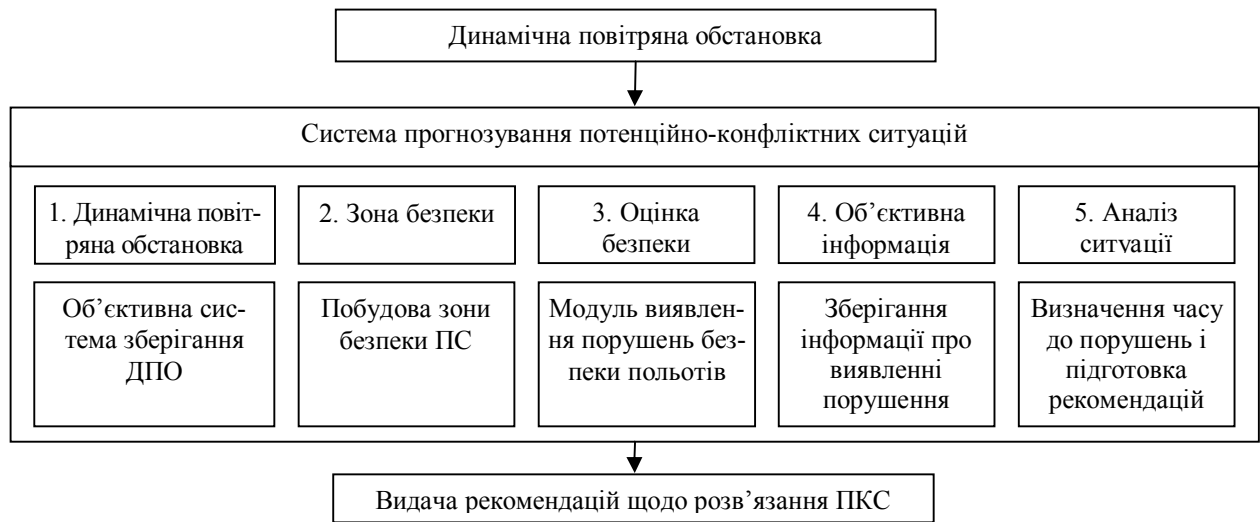 Динамічна повітряна обстановка
Система прогнозування потенційно-конфліктних ситуацій
1. Динамічна повіт-
ряна обстановка
2. Зона безпеки
3. Оцінка
безпеки
4. Об’єктивна
інформація
5. Аналіз
ситуації
Об’єктивна сис-
тема зберігання
ДПО
Побудова зони
безпеки ПС
Модуль виявлен-
ня порушень без-
пеки польотів
Зберігання
інформації про
виявленні
порушення
Визначення часу
до порушень і
підготовка
рекомендацій
Видача рекомендацій щодо розв’язання ПКС